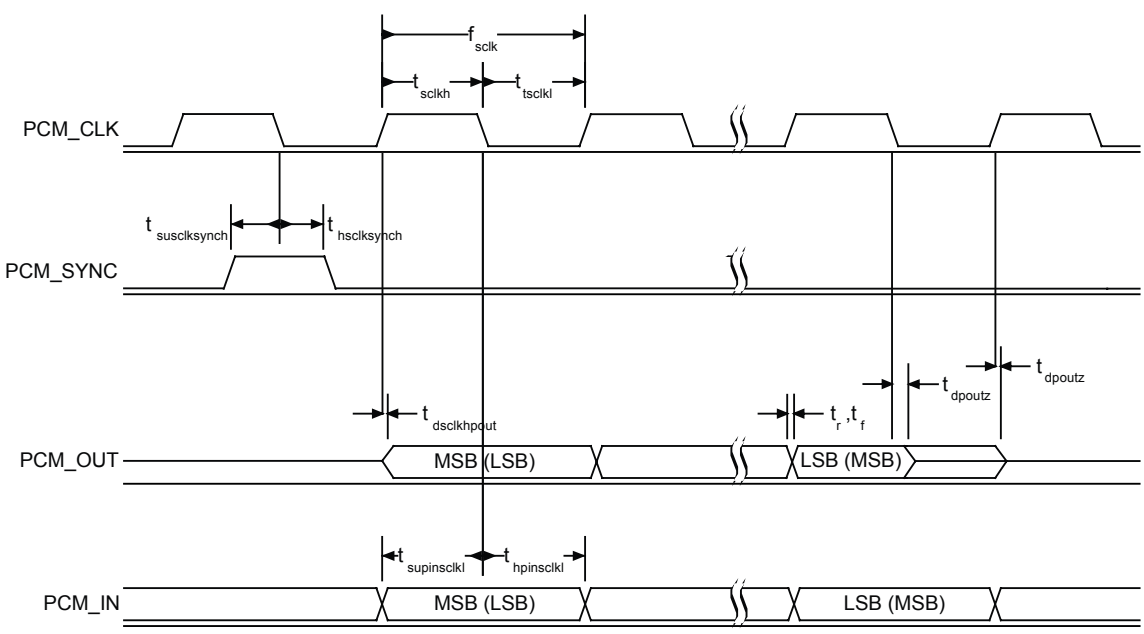 f sclk
t sclkh
t tsclkl
PCM_CLK
t susclksynch
t hsclksynch
PCM_SYNC
t dpoutz
t dpoutz
t dsclkhpout
t r ,t f
PCM_OUT
MSB (LSB)
LSB (MSB)
t supinsclkl
t hpinsclkl
PCM_IN
MSB (LSB)
LSB (MSB)